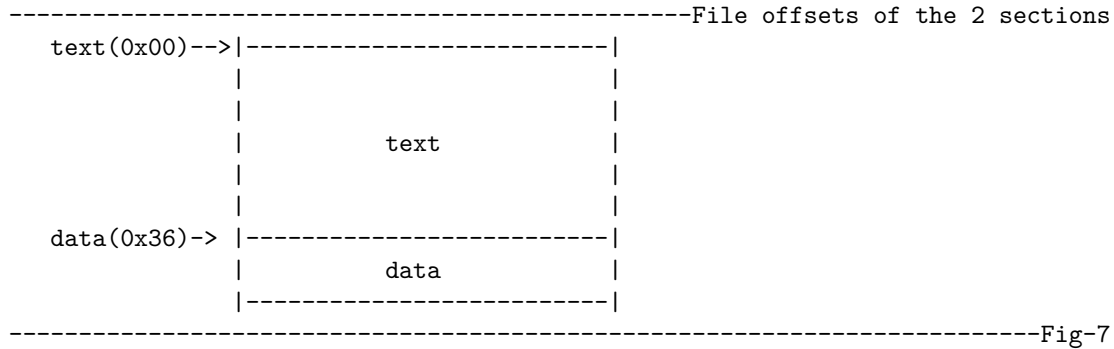 -----------------------------------------------File offsets of the 2 sections
text(0x00)-->|-------------------------|
|                         |
|                         |
|          text           |
|                         |
|                         |
data(0x36)-> |-------------------------|
|          data           |
|-------------------------|
-----------------------------------------------------------------------Fig-7